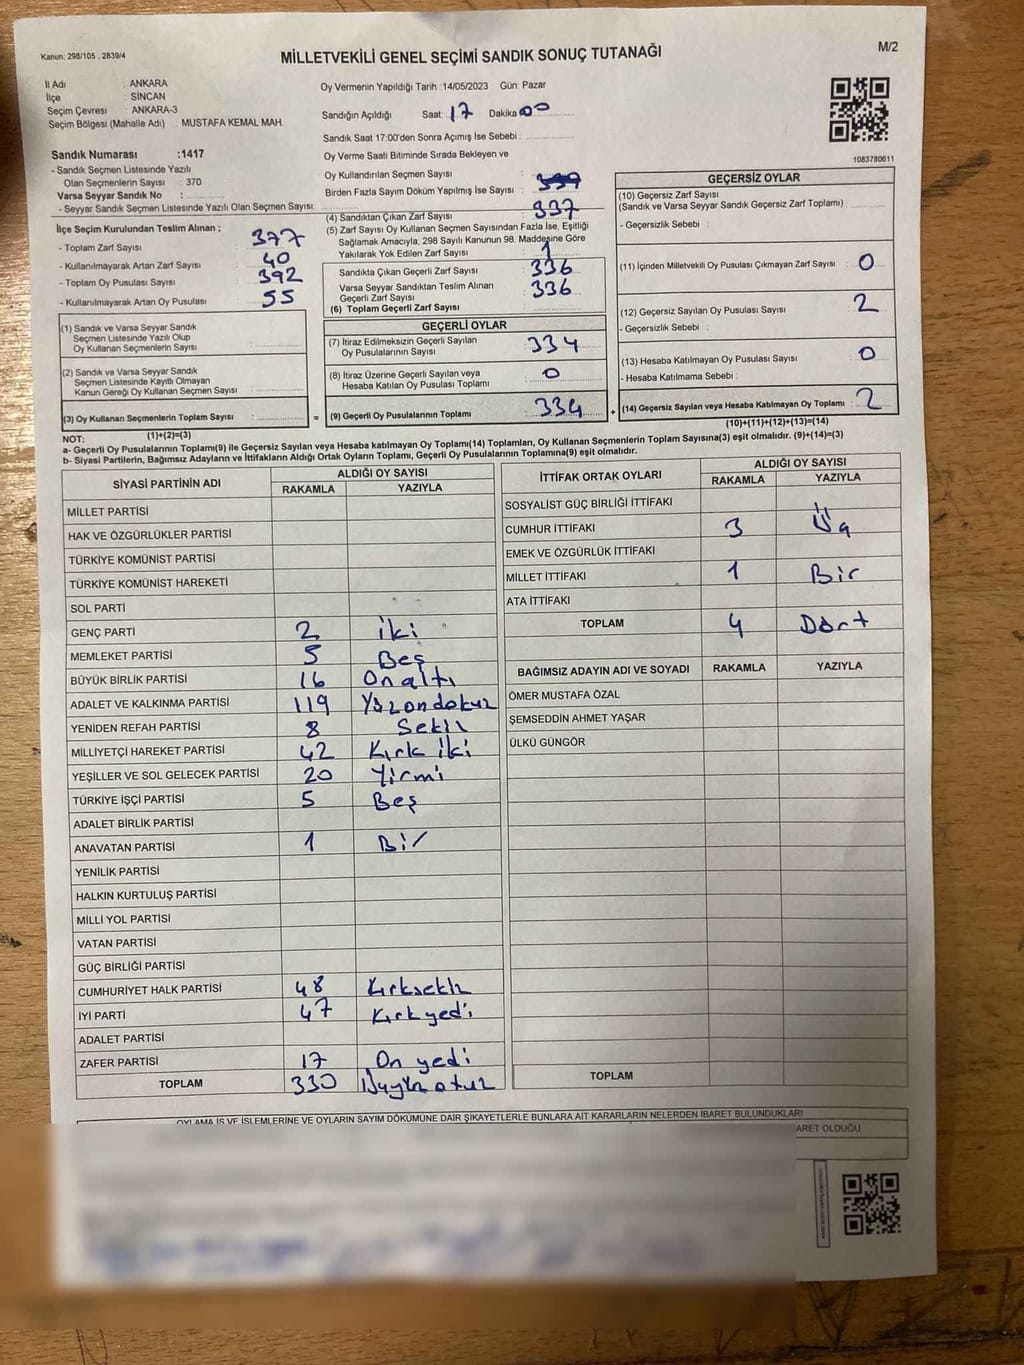 Kanun: 298/105 , 2839/4
MİLLETVEKİLİ GENEL SEÇİMİ SANDIK SONUÇ TUTANAĞI
M/2
İl Adı : ANKARA
İlçe : SİNCAN
Seçim Çevresi : ANKARA-3
Seçim Bölgesi (Mahalle Adı) : MUSTAFA KEMAL MAH.
Sandık Numarası :1417
- Sandık Seçmen Listesinde Yazılı
Olan Seçmenlerin Sayısı : 370
Varsa Seyyar Sandık No :
- Seyyar Sandık Seçmen Listesinde Yazılı Olan Seçmen Sayısı:
Oy Vermenin Yapıldığı Tarih :14/05/2023 Gün: Pazar
Sandığın Açıldığı Saat: 17 Dakika 00
Sandık Saat 17:00'den Sonra Açımış İse Sebebi :
Oy Verme Saati Bitiminde Sırada Bekleyen ve
Oy Kullandırılan Seçmen Sayısı :
Birden Fazla Sayım Döküm Yapılmış İse Sayısı :
1083780611
İlçe Seçim Kurulundan Teslim Alınan ;
- Toplam Zarf Sayısı : 377
- Kullanılmayarak Artan Zarf Sayısı : 40
- Toplam Oy Pusulası Sayısı : 392
- Kullanılmayarak Artan Oy Pusulası : 55
(1) Sandık ve Varsa Seyyar Sandık
Seçmen Listesinde Yazılı Olup
Oy Kullanan Seçmenlerin Sayısı :
(2) Sandık ve Varsa Seyyar Sandık
Seçmen Listesinde Kayıtlı Olmayan
Kanun Gereği Oy Kullanan Seçmen Sayısı :
(3) Oy Kullanan Seçmenlerin Toplam Sayısı :
(1)+(2)=(3)
(4) Sandıktan Çıkan Zarf Sayısı : 337
(5) Zarf Sayısı Oy Kullanan Seçmen Sayısından Fazla İse, Eşitliği
Sağlamak Amacıyla, 298 Sayılı Kanunun 98. Maddesine Göre
Yakılarak Yok Edilen Zarf Sayısı : 1
Sandıkta Çıkan Geçerli Zarf Sayısı : 336
Varsa Seyyar Sandıktan Teslim Alınan
Geçerli Zarf Sayısı : 336
(6) Toplam Geçerli Zarf Sayısı :
GEÇERLİ OYLAR
(7) İtiraz Edilmeksizin Geçerli Sayılan
Oy Pusulalarının Sayısı : 334
(8) İtiraz Üzerine Geçerli Sayılan veya
Hesaba Katılan Oy Pusulası Toplamı : 0
= (9) Geçerli Oy Pusulalarının Toplamı : 334 +
GEÇERSİZ OYLAR
(10) Geçersiz Zarf Sayısı
(Sandık ve Varsa Seyyar Sandık Geçersiz Zarf Toplamı) :
- Geçersizlik Sebebi :
(11) İçinden Milletvekili Oy Pusulası Çıkmayan Zarf Sayısı : 0
(12) Geçersiz Sayılan Oy Pusulası Sayısı : 2
- Geçersizlik Sebebi :
(13) Hesaba Katılmayan Oy Pusulası Sayısı : 0
- Hesaba Katılmama Sebebi :
(14) Geçersiz Sayılan veya Hesaba Katılmayan Oy Toplamı : 2
(10)+(11)+(12)+(13)=(14)
NOT:
a- Geçerli Oy Pusulalarının Toplamı(9) ile Geçersiz Sayılan veya Hesaba katılmayan Oy Toplamı(14) Toplamları, Oy Kullanan Seçmenlerin Toplam Sayısına(3) eşit olmalıdır. (9)+(14)=(3)
b- Siyasi Partilerin, Bağımsız Adayların ve İttifakların Aldığı Ortak Oyların Toplamı, Geçerli Oy Pusulalarının Toplamına(9) eşit olmalıdır.
SİYASİ PARTİNİN ADI ALDIĞI OY SAYISI
RAKAMLA YAZIYLA
MİLLET PARTİSİ
HAK VE ÖZGÜRLÜKLER PARTİSİ
TÜRKİYE KOMÜNİST PARTİSİ
TÜRKİYE KOMÜNİST HAREKETİ
SOL PARTİ
GENÇ PARTİ 2 İki
MEMLEKET PARTİSİ 5 Beş
BÜYÜK BİRLİK PARTİSİ 16 Onaltı
ADALET VE KALKINMA PARTİSİ 119 Yüzondokuz
YENİDEN REFAH PARTİSİ 8 Sekiz
MİLLİYETÇİ HAREKET PARTİSİ 42 Kırk iki
YEŞİLLER VE SOL GELECEK PARTİSİ 20 Yirmi
TÜRKİYE İŞÇİ PARTİSİ 5 Beş
ADALET BİRLİK PARTİSİ
ANAVATAN PARTİSİ 1 Bir
YENİLİK PARTİSİ
HALKIN KURTULUŞ PARTİSİ
MİLLİ YOL PARTİSİ
VATAN PARTİSİ
GÜÇ BİRLİĞİ PARTİSİ
CUMHURİYET HALK PARTİSİ 48 Kırksekiz
İYİ PARTİ 47 Kırkyedi
ADALET PARTİSİ
ZAFER PARTİSİ 17 On yedi
TOPLAM 330
İTTİFAK ORTAK OYLARI ALDIĞI OY SAYISI
RAKAMLA YAZIYLA
SOSYALİST GÜÇ BİRLİĞİ İTTİFAKI
CUMHUR İTTİFAKI 3 Üç
EMEK VE ÖZGÜRLÜK İTTİFAKI
MİLLET İTTİFAKI 1 Bir
ATA İTTİFAKI
TOPLAM 4 Dört
BAĞIMSIZ ADAYIN ADI VE SOYADI RAKAMLA YAZIYLA
ÖMER MUSTAFA ÖZAL
ŞEMSEDDİN AHMET YAŞAR
ÜLKÜ GÜNGÖR
TOPLAM
OYLAMA İŞ VE İŞLEMLERİNE VE OYLARIN SAYIM DÖKÜMÜNE DAİR ŞİKAYETLERLE BUNLARA AİT KARARLARIN NELERDEN İBARET BULUNDUKLARI
ARET OLDUĞU